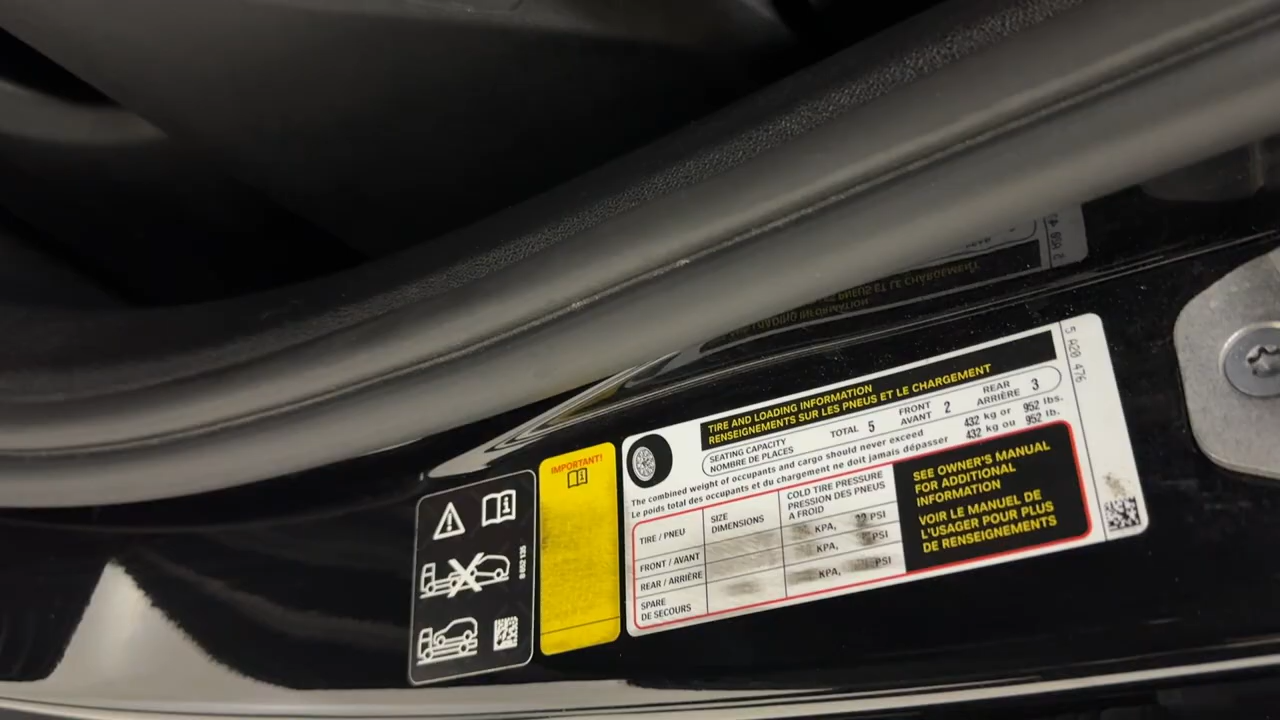 TIRE AND LOADING INFORMATION
RENSEIGNEMENTS SUR LES PNEUS ET LE CHARGEMENT
SEATING CAPACITY
NOMBRE DE PLACES
TOTAL 5
FRONT
AVANT 2
REAR
ARRIÈRE 3
The combined weight of occupants and cargo should never exceed 432 kg or 952 lbs.
Le poids total des occupants et du chargement ne doit jamais dépasser 432 kg ou 952 lb.
TIRE / PNEU
SIZE
DIMENSIONS
COLD TIRE PRESSURE
PRESSION DES PNEUS
A FROID
FRONT / AVANT
KPA, PSI
REAR / ARRIÈRE
KPA, PSI
SPARE
DE SECOURS
KPA, PSI
SEE OWNER'S MANUAL
FOR ADDITIONAL
INFORMATION
VOIR LE MANUEL DE
L'USAGER POUR PLUS
DE RENSEIGNEMENTS
5 A20 476
IMPORTANT!